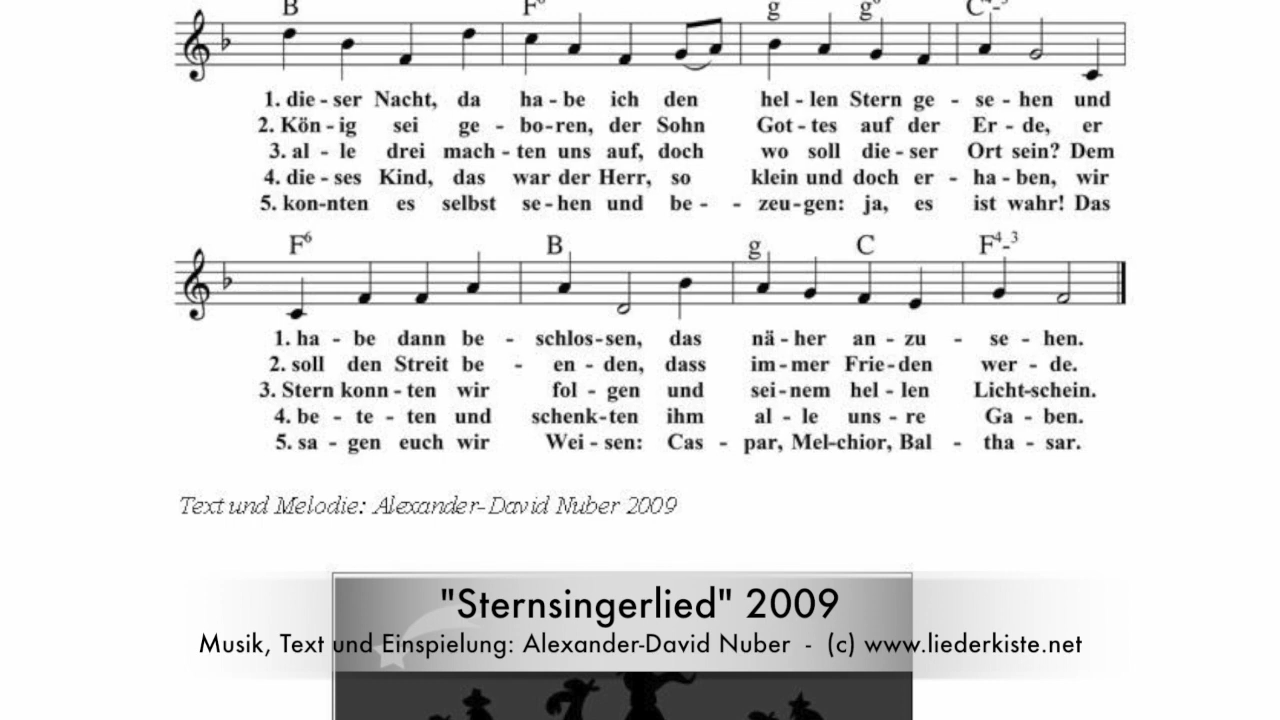 B F⁶ g g⁶ C⁴-³
1. die - ser Nacht, da ha - be ich den hel - len Stern ge - se - hen und
2. Kön - ig sei ge - bo - ren, der Sohn Got - tes auf der Er - de, er
3. al - le drei mach - ten uns auf, doch wo soll die - ser Ort sein? Dem
4. die - ses Kind, das war der Herr, so klein und doch er - ha - ben, wir
5. kon-nten es selbst se - hen und be - - zeu - gen: ja, es ist wahr! Das
F⁶ B g C F⁴-³
1. ha - be dann be - schlos - sen, das nä - her an - zu - se - hen.
2. soll den Streit be - en - den, dass im - mer Frie - den wer - de.
3. Stern konn - ten wir fol - gen und sei - nem hel - len Licht-schein.
4. be - te - ten und schenk - ten ihm al - le uns - re Ga - ben.
5. sa - gen euch wir Wei - sen: Cas - par, Mel-chior, Bal - tha - sar.
Text und Melodie: Alexander-David Nuber 2009
"Sternsingerlied" 2009
Musik, Text und Einspielung: Alexander-David Nuber - (c) www.liederkiste.net